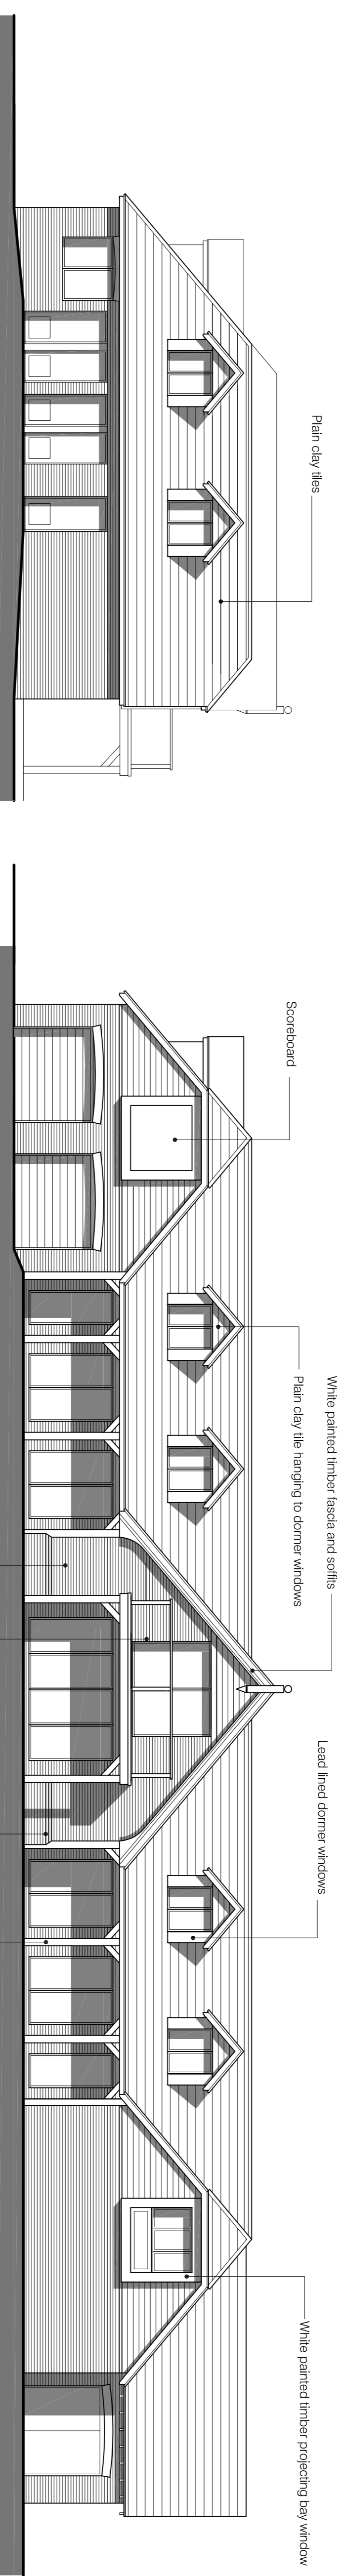 Plain clay tiles
Scoreboard
White painted timber fascia and soffits
Plain clay tile hanging to dormer windows
Lead lined dormer windows
White painted timber projecting bay window